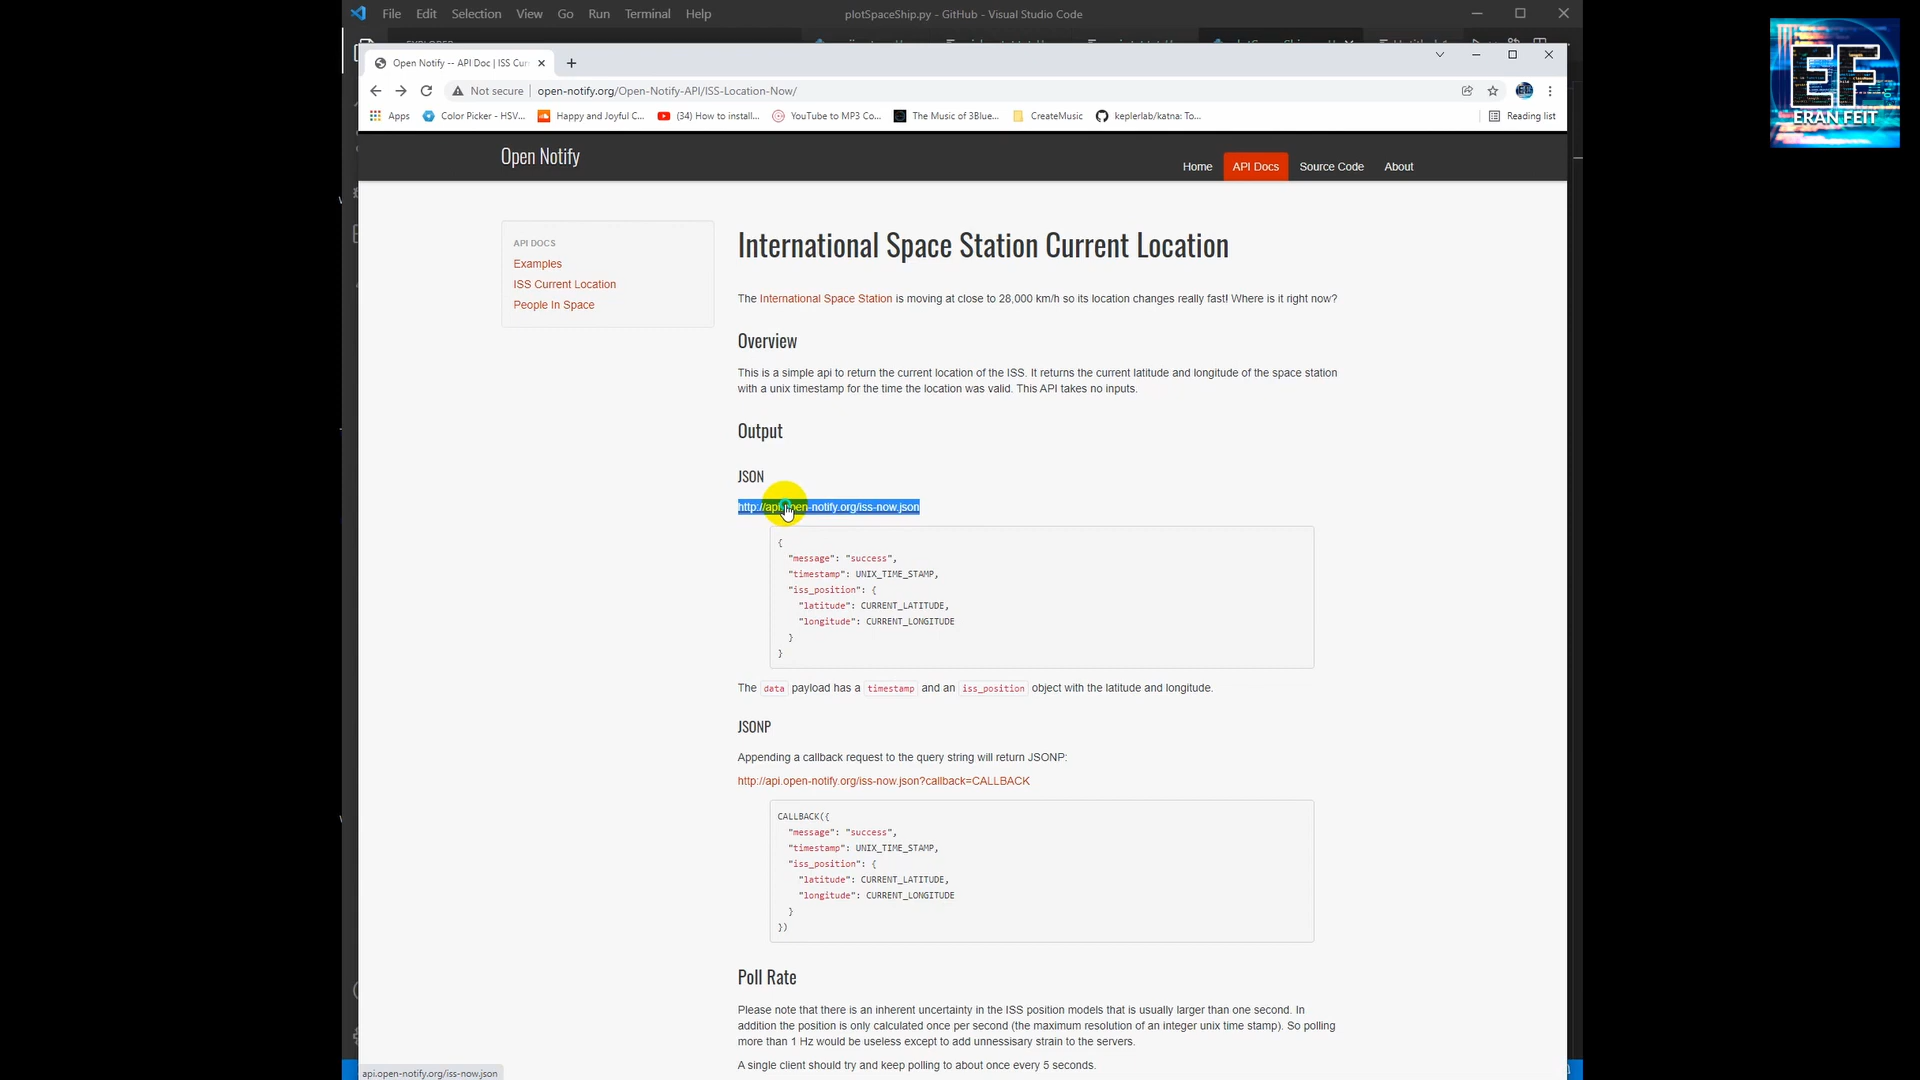 File Edit Selection View Go Run Terminal Help
plotSpaceShip.py - GitHub - Visual Studio Code
EF
ERAN FEIT
Open Notify -- API Doc | ISS Cur
Not secure
open-notify.org/Open-Notify-API/ISS-Location-Now/
Apps
Color Picker - HSV...
Happy and Joyful C...
(34) How to install...
YouTube to MP3 Co...
The Music of 3Blue...
CreateMusic
keplerlab/katna: To...
Reading list
Open Notify
Home
API Docs
Source Code
About
API DOCS
Examples
ISS Current Location
People In Space
International Space Station Current Location
The International Space Station is moving at close to 28,000 km/h so its location changes really fast! Where is it right now?
Overview
This is a simple api to return the current location of the ISS. It returns the current latitude and longitude of the space station
with a unix timestamp for the time the location was valid. This API takes no inputs.
Output
JSON
http://api.open-notify.org/iss-now.json
{
"message": "success",
"timestamp": UNIX_TIME_STAMP,
"iss_position": {
"latitude": CURRENT_LATITUDE,
"longitude": CURRENT_LONGITUDE
}
}
The data payload has a timestamp and an iss_position object with the latitude and longitude.
JSONP
Appending a callback request to the query string will return JSONP:
http://api.open-notify.org/iss-now.json?callback=CALLBACK
CALLBACK({
"message": "success",
"timestamp": UNIX_TIME_STAMP,
"iss_position": {
"latitude": CURRENT_LATITUDE,
"longitude": CURRENT_LONGITUDE
}
})
Poll Rate
Please note that there is an inherent uncertainty in the ISS position models that is usually larger than one second. In
addition the position is only calculated once per second (the maximum resolution of an integer unix time stamp). So polling
more than 1 Hz would be useless except to add unnessisary strain to the servers.
A single client should try and keep polling to about once every 5 seconds.
api.open-notify.org/iss-now.json